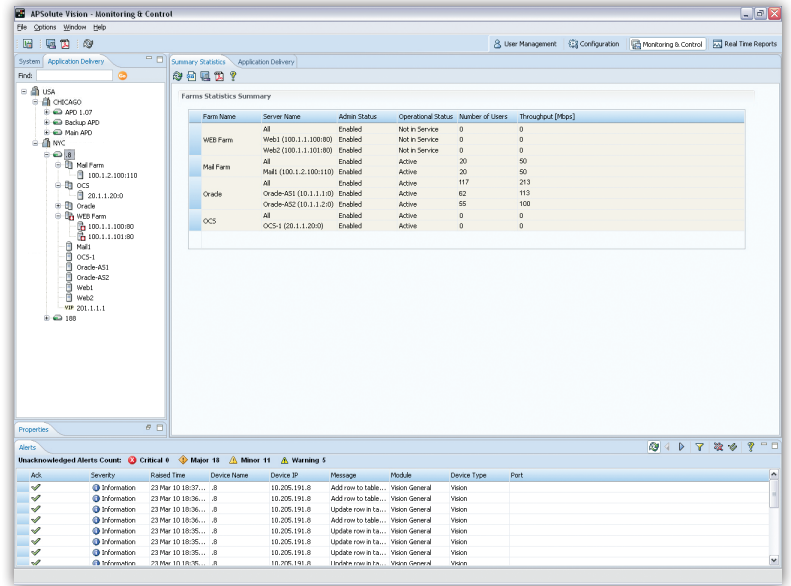 APSolute Vision - Monitoring & Control
File Options Window Help
User Management Configuration Monitoring & Control Real Time Reports
System Application Delivery
Find:
USA
CHICAGO
APD 1.07
Backup APD
Main APD
NYC
.8
Mail Farm
100.1.2.100:110
OCS
20.1.1.20:0
Oracle
WEB Farm
100.1.1.100:80
100.1.1.101:80
Mail1
OCS-1
Oracle-AS1
Oracle-AS2
Web1
Web2
VIP 201.1.1.1
188
Properties
Summary Statistics Application Delivery
Farms Statistics Summary
Farm Name Server Name Admin Status Operational Status Number of Users Throughput [Mbps]
All Enabled Not in Service 0 0
WEB Farm Web1 (100.1.1.100:80) Enabled Not in Service 0 0
Web2 (100.1.1.101:80) Enabled Not in Service 0 0
All Enabled Active 20 50
Mail Farm Mail1 (100.1.2.100:110) Enabled Active 20 50
All Enabled Active 117 213
Oracle Oracle-AS1 (10.1.1.1:0) Enabled Active 62 113
Oracle-AS2 (10.1.1.2:0) Enabled Active 55 100
All Enabled Active 0 0
OCS OCS-1 (20.1.1.20:0) Enabled Active 0 0
Alerts
Unacknowledged Alerts Count: Critical 0 Major 18 Minor 11 Warning 5
Ack Severity Raised Time Device Name Device IP Message Module Device Type Port
Information 23 Mar 10 18:37... .8 10.205.191.8 Add row to table... Vision General Vision
Information 23 Mar 10 18:36... .8 10.205.191.8 Add row to table... Vision General Vision
Information 23 Mar 10 18:36... .8 10.205.191.8 Update row in ta... Vision General Vision
Information 23 Mar 10 18:36... .8 10.205.191.8 Add row to table... Vision General Vision
Information 23 Mar 10 18:35... .8 10.205.191.8 Update row in ta... Vision General Vision
Information 23 Mar 10 18:35... .8 10.205.191.8 Update row in ta... Vision General Vision
Information 23 Mar 10 18:35... .8 10.205.191.8 Update row in ta... Vision General Vision